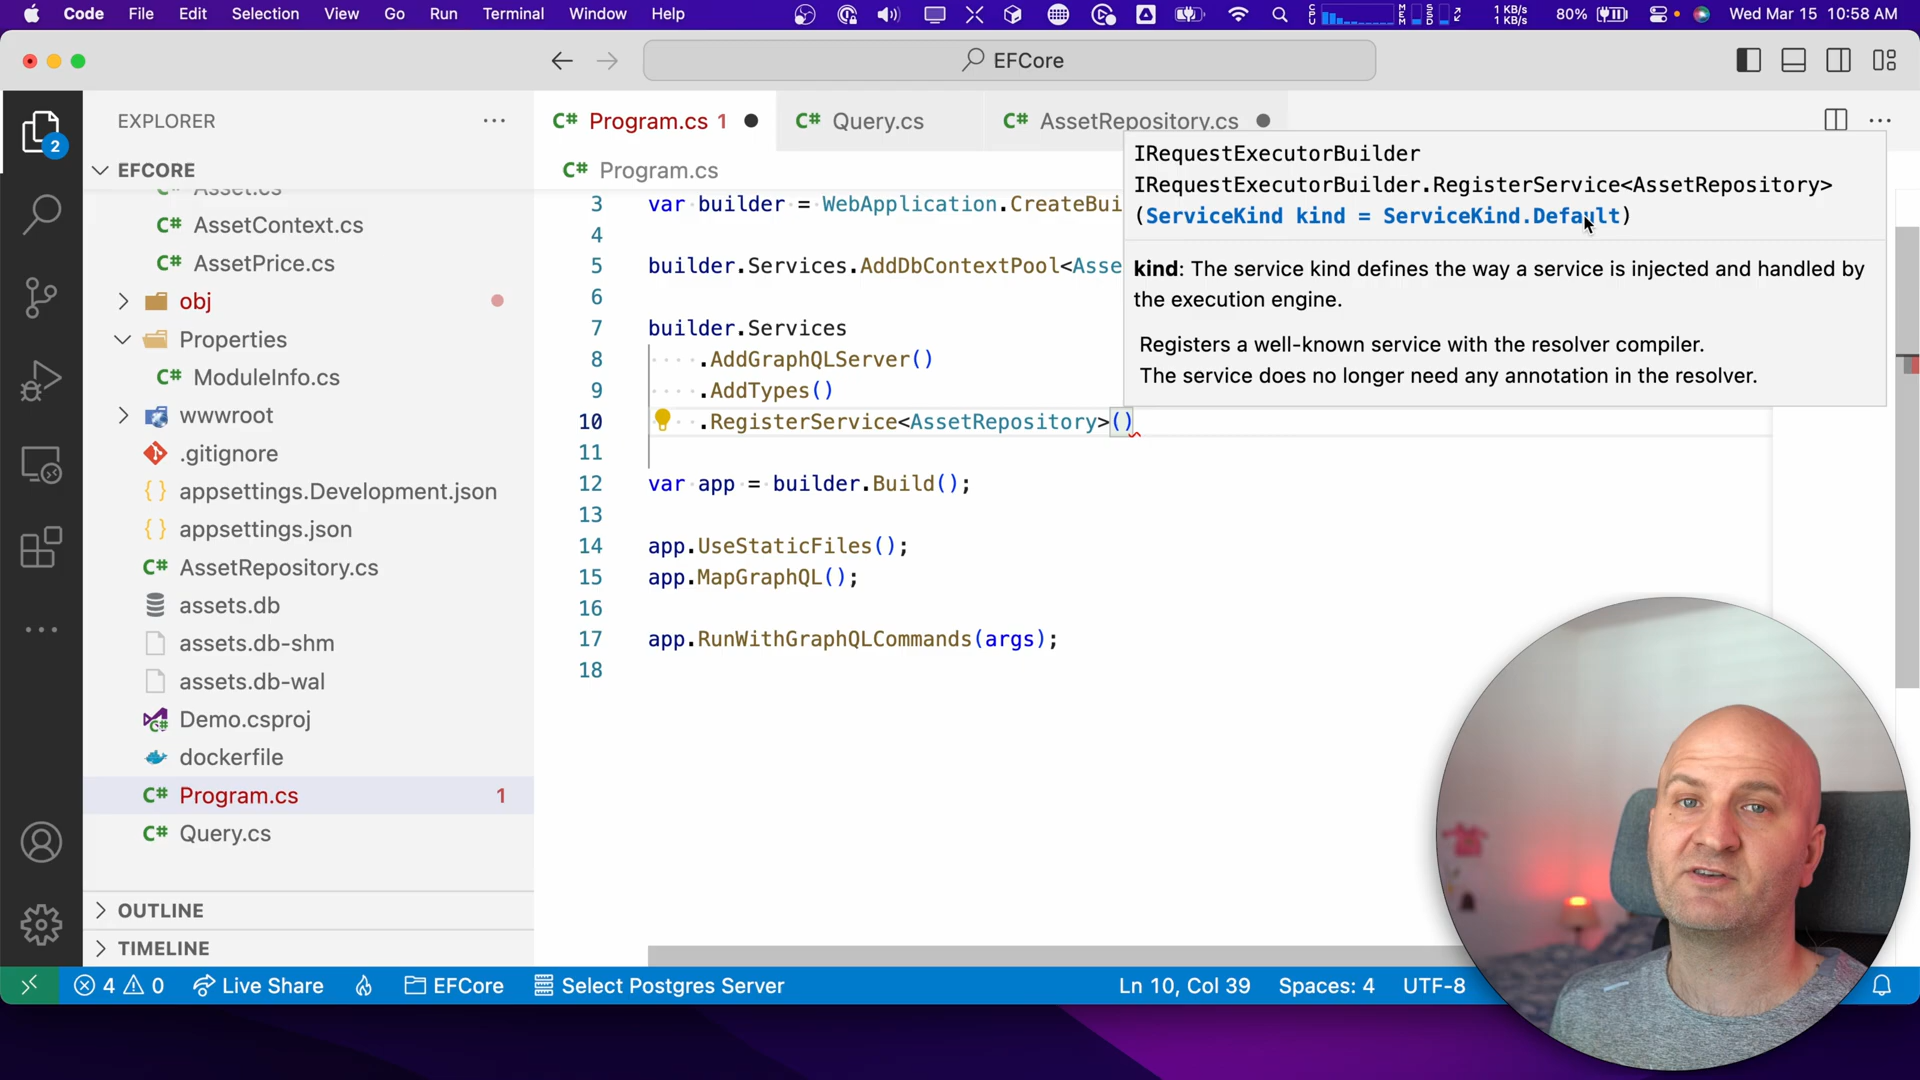 Code File Edit Selection View Go Run Terminal Window Help
1 KB/s
1 KB/s
80%
Wed Mar 15 10:58 AM
EFCore
EXPLORER
Program.cs 1
Query.cs
AssetRepository.cs
2
EFCORE
Asset.cs
AssetContext.cs
AssetPrice.cs
obj
Properties
ModuleInfo.cs
wwwroot
.gitignore
appsettings.Development.json
appsettings.json
AssetRepository.cs
assets.db
assets.db-shm
assets.db-wal
Demo.csproj
dockerfile
Program.cs 1
Query.cs
OUTLINE
TIMELINE
Program.cs
3 var builder = WebApplication.CreateBui
4
5 builder.Services.AddDbContextPool<Asse
6
7 builder.Services
8 .AddGraphQLServer()
9 .AddTypes()
10 .RegisterService<AssetRepository>()
11
12 var app = builder.Build();
13
14 app.UseStaticFiles();
15 app.MapGraphQL();
16
17 app.RunWithGraphQLCommands(args);
18
IRequestExecutorBuilder
IRequestExecutorBuilder.RegisterService<AssetRepository>
(ServiceKind kind = ServiceKind.Default)
kind: The service kind defines the way a service is injected and handled by
the execution engine.
Registers a well-known service with the resolver compiler.
The service does no longer need any annotation in the resolver.
4 0 Live Share EFCore Select Postgres Server Ln 10, Col 39 Spaces: 4 UTF-8